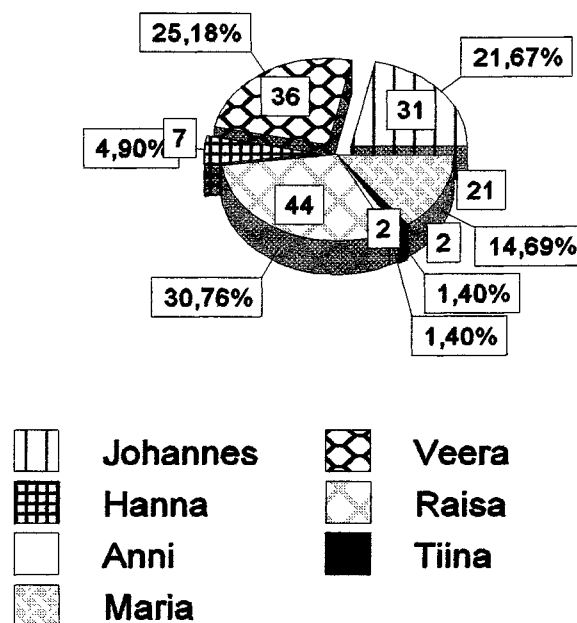 25,18%
21,67%
36
31
7
4,90%
21
44
2
2
14,69%
30,76%
1,40%
1,40%
Johannes
Veera
Hanna
Raisa
Anni
Tiina
Maria